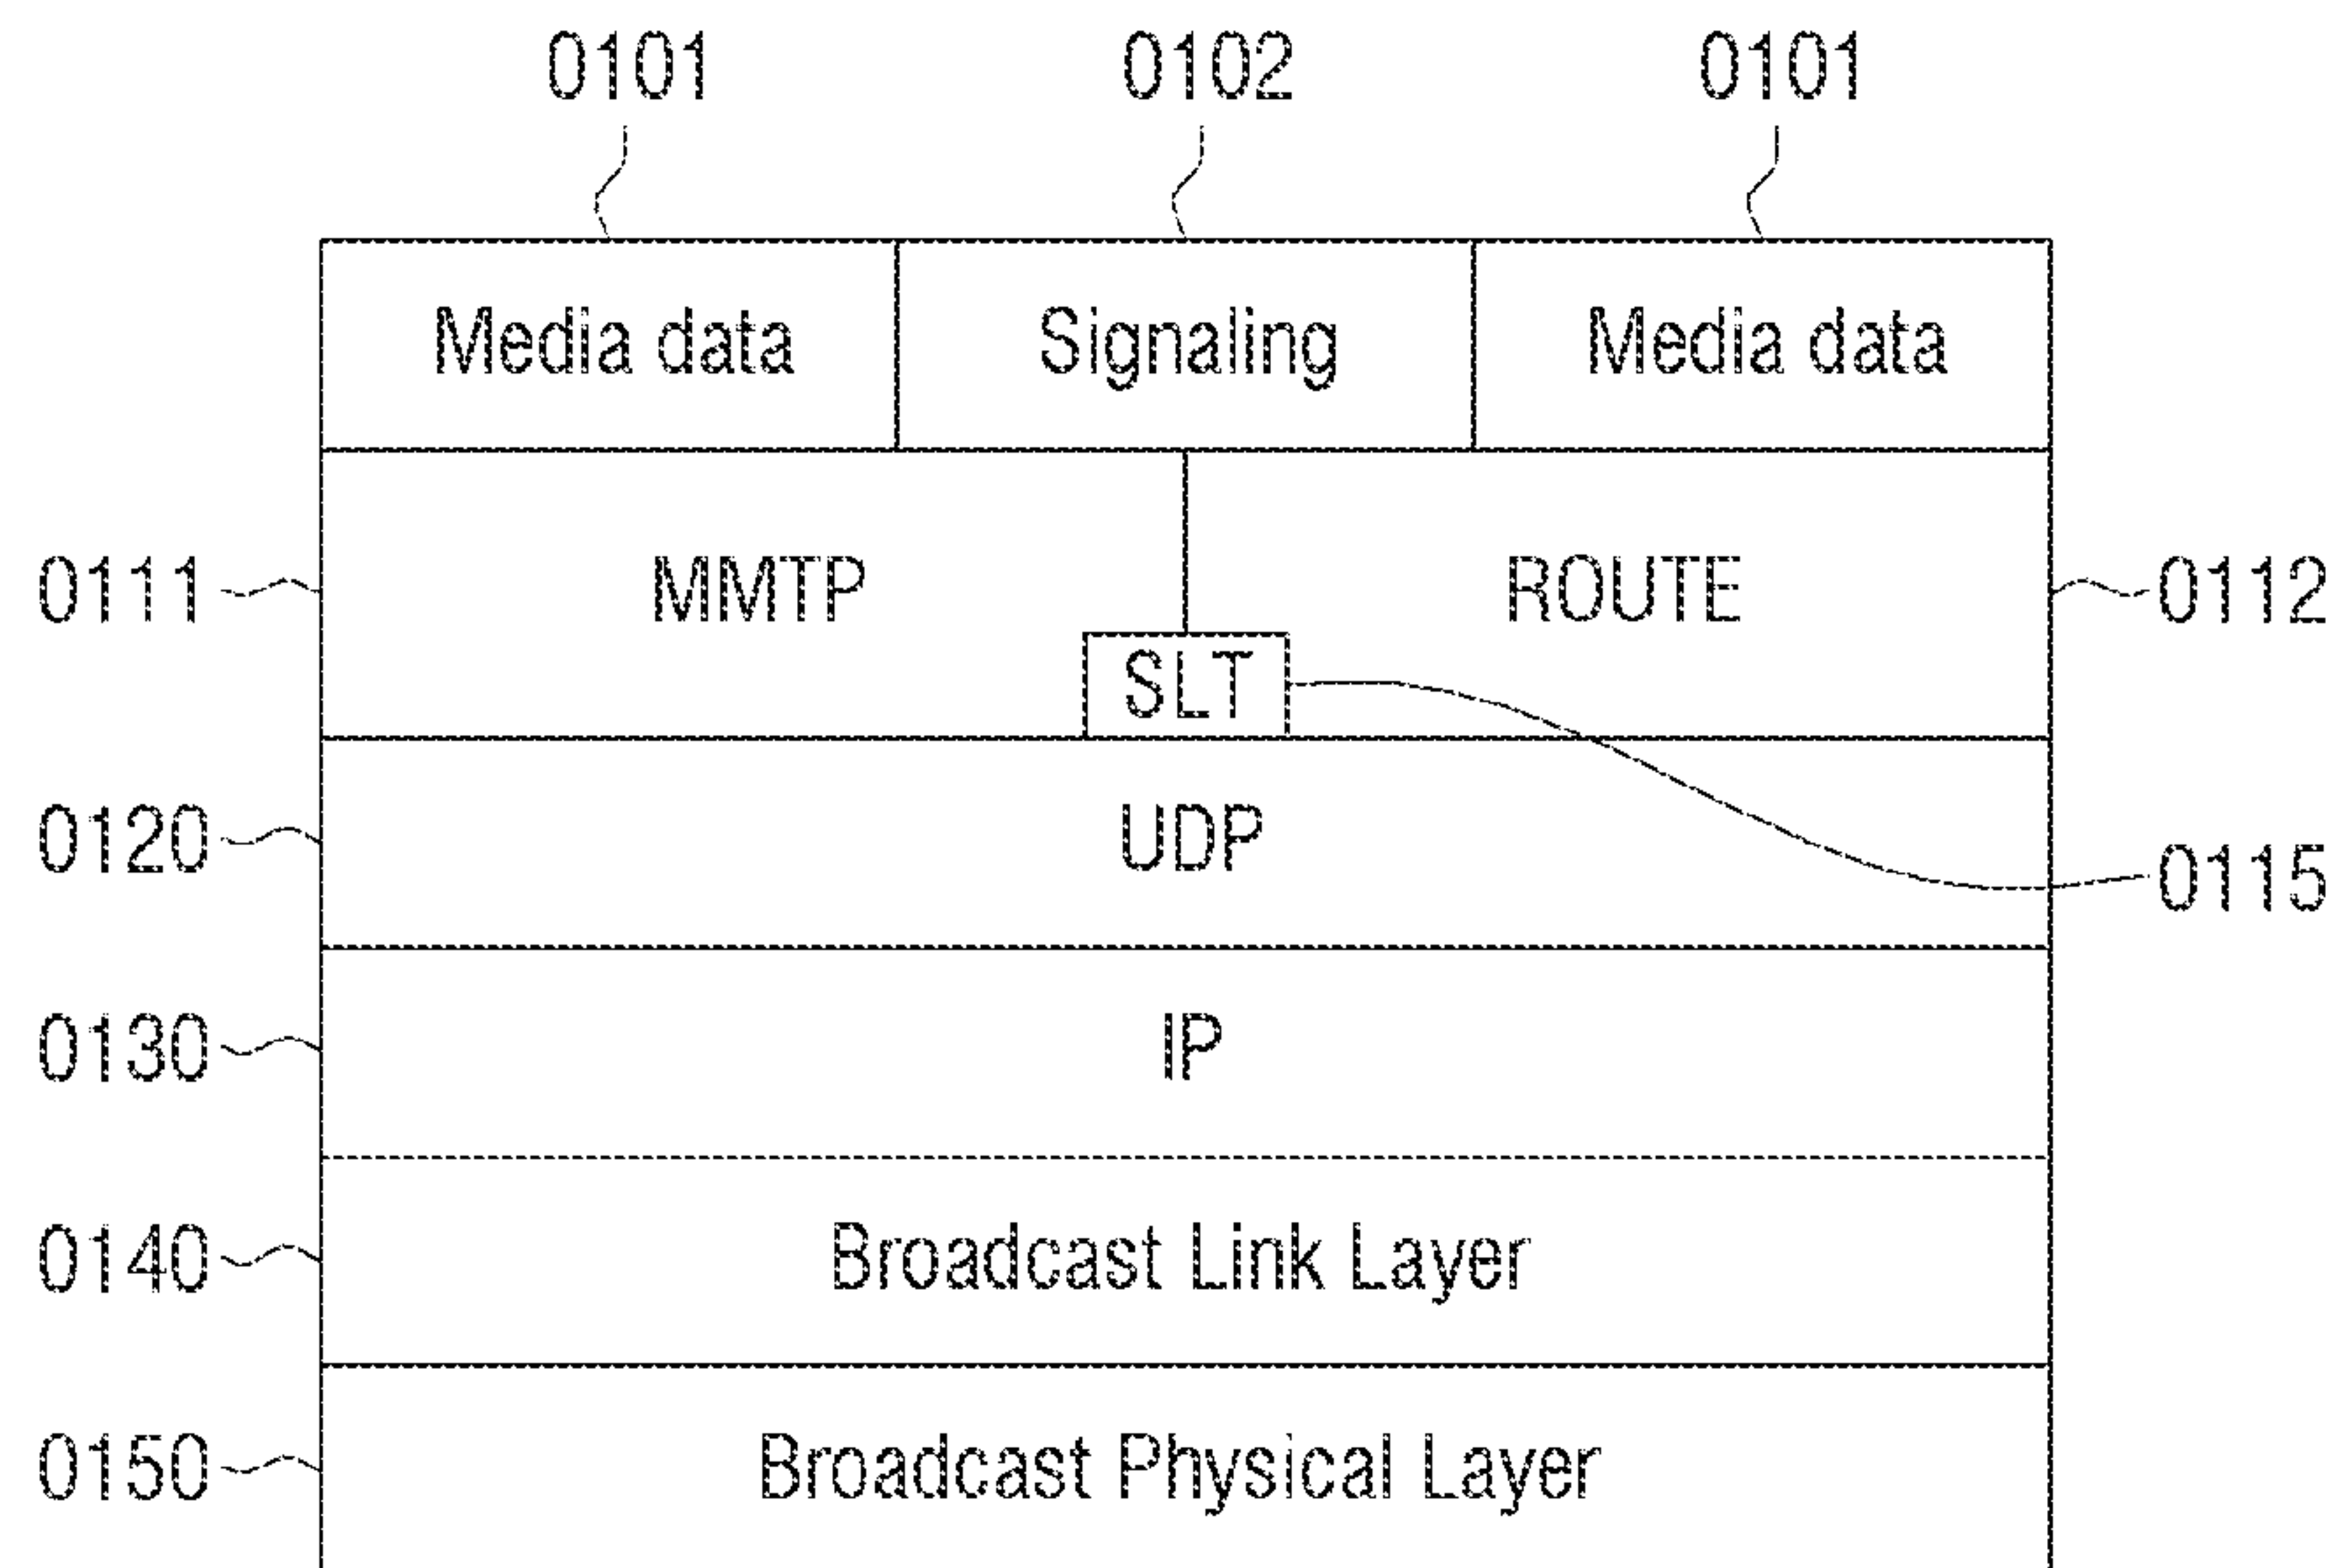 0101 0102 0101
Media data Signaling Media data
0111 MMTP ROUTE 0112
SLT
0120 UDP
0115
0130 IP
0140 Broadcast Link Layer
0150 Broadcast Physical Layer